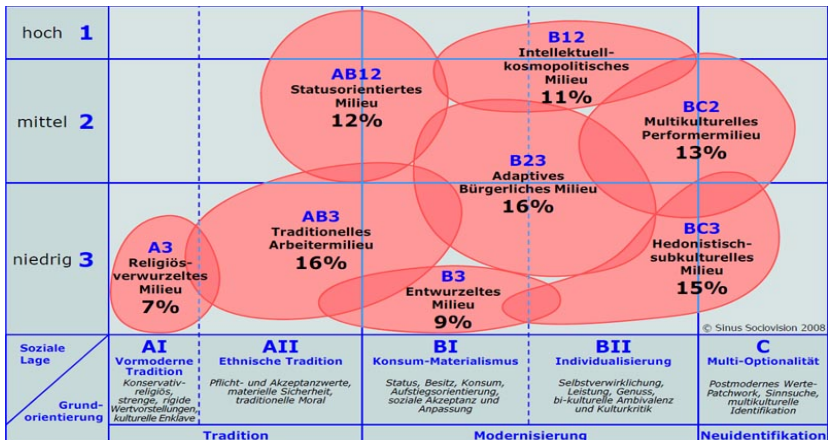 hoch 1
mittel 2
niedrig 3
B12
Intellektuell-
kosmopolitisches
Milieu
11%
AB12
Statusorientiertes
Milieu
12%
BC2
Multikulturelles
Performermilieu
13%
B23
Adaptives
Bürgerliches Milieu
16%
AB3
Traditionelles
Arbeitermilieu
16%
A3
Religiös-
verwurzeltes
Milieu
7%
BC3
Hedonistisch-
subkulturelles
Milieu
15%
B3
Entwurzeltes
Milieu
9%
© Sinus Sociovision 2008
Soziale
Lage
Grund-
orientierung
AI
Vormoderne
Tradition
Konservativ-
religiös,
strenge, rigide
Wertvorstellungen,
kulturelle Enklave
AII
Ethnische Tradition
Pflicht- und Akzeptanzwerte,
materielle Sicherheit,
traditionelle Moral
BI
Konsum-Materialismus
Status, Besitz, Konsum,
Aufstiegsorientierung,
soziale Akzeptanz und
Anpassung
BII
Individualisierung
Selbstverwirklichung,
Leistung, Genuss,
bi-kulturelle Ambivalenz
und Kulturkritik
C
Multi-Optionalität
Postmodernes Werte-
Patchwork, Sinnsuche,
multikulturelle
Identifikation
Tradition
Modernisierung
Neuidentifikation